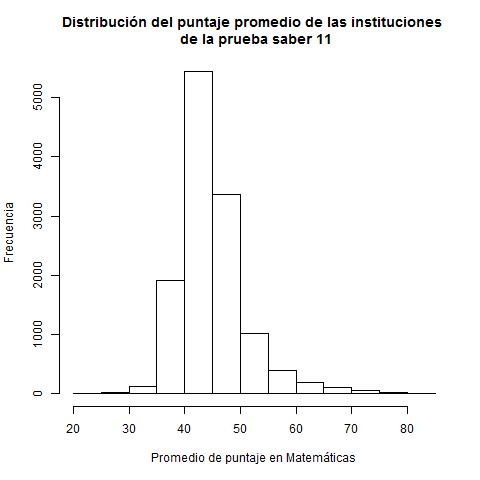 Distribución del puntaje promedio de las instituciones
de la prueba saber 11
Frecuencia
5000
4000
3000
2000
1000
0
20 30 40 50 60 70 80
Promedio de puntaje en Matemáticas